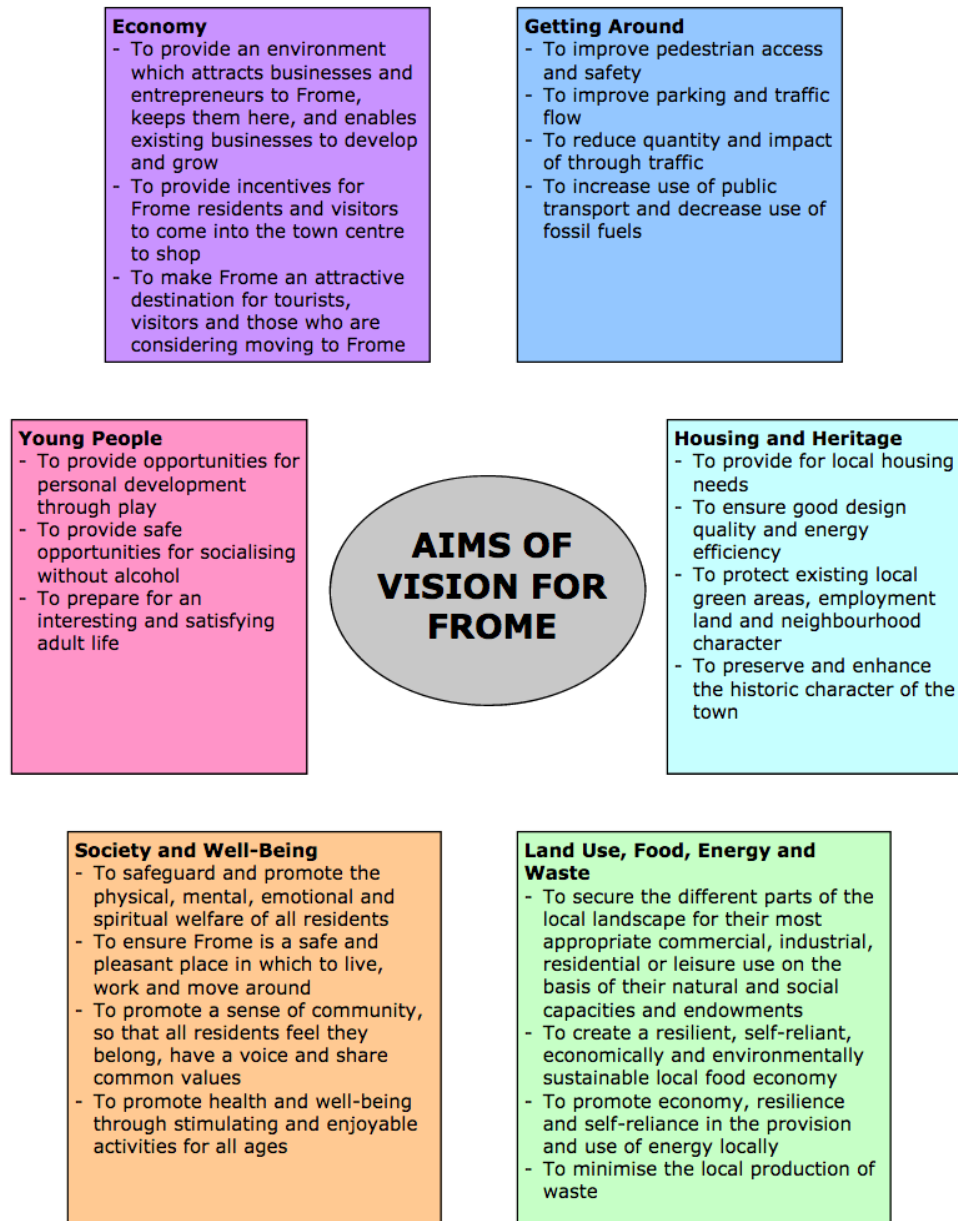 Economy
- To provide an environment
which attracts businesses and
entrepreneurs to Frome,
keeps them here, and enables
existing businesses to develop
and grow
- To provide incentives for
Frome residents and visitors
to come into the town centre
to shop
- To make Frome an attractive
destination for tourists,
visitors and those who are
considering moving to Frome
Getting Around
- To improve pedestrian access
and safety
- To improve parking and traffic
flow
- To reduce quantity and impact
of through traffic
- To increase use of public
transport and decrease use of
fossil fuels
Young People
- To provide opportunities for
personal development
through play
- To provide safe
opportunities for socialising
without alcohol
- To prepare for an
interesting and satisfying
adult life
AIMS OF
VISION FOR
FROME
Housing and Heritage
- To provide for local housing
needs
- To ensure good design
quality and energy
efficiency
- To protect existing local
green areas, employment
land and neighbourhood
character
- To preserve and enhance
the historic character of the
town
Society and Well-Being
- To safeguard and promote the
physical, mental, emotional and
spiritual welfare of all residents
- To ensure Frome is a safe and
pleasant place in which to live,
work and move around
- To promote a sense of community,
so that all residents feel they
belong, have a voice and share
common values
- To promote health and well-being
through stimulating and enjoyable
activities for all ages
Land Use, Food, Energy and
Waste
- To secure the different parts of the
local landscape for their most
appropriate commercial, industrial,
residential or leisure use on the
basis of their natural and social
capacities and endowments
- To create a resilient, self-reliant,
economically and environmentally
sustainable local food economy
- To promote economy, resilience
and self-reliance in the provision
and use of energy locally
- To minimise the local production of
waste